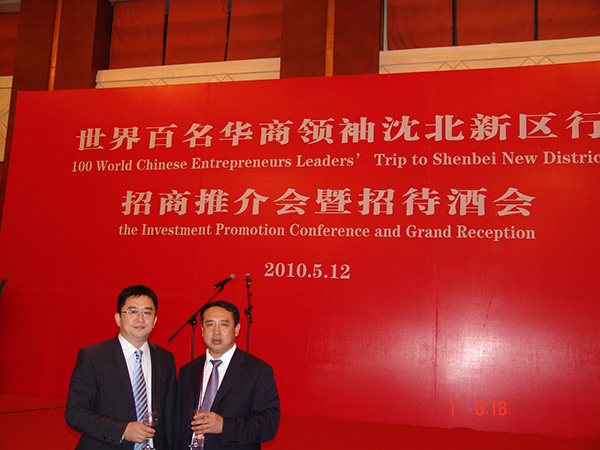 世界百名华商领袖沈北新区行
100 World Chinese Entrepreneurs Leaders' Trip to Shenbei New Distric
招商推介会暨招待酒会
the Investment Promotion Conference and Grand Reception
2010.5.12